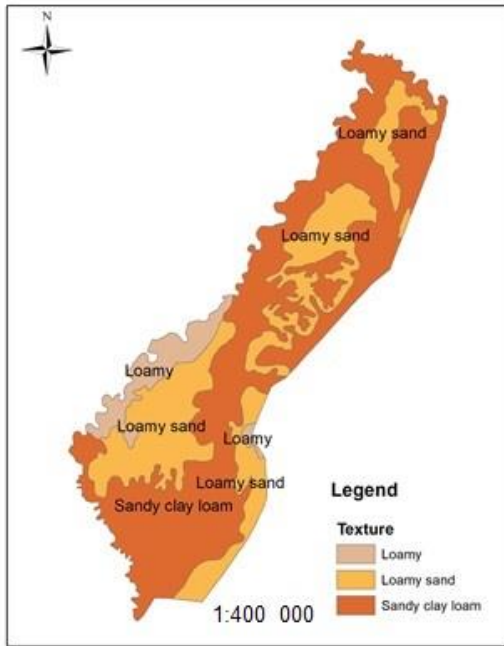 N
Loamy sand
Loamy sand
Loamy
Loamy sand
Loamy
Loamy sand
Sandy clay loam
Legend
Texture
Loamy
Loamy sand
Sandy clay loam
1:400 000